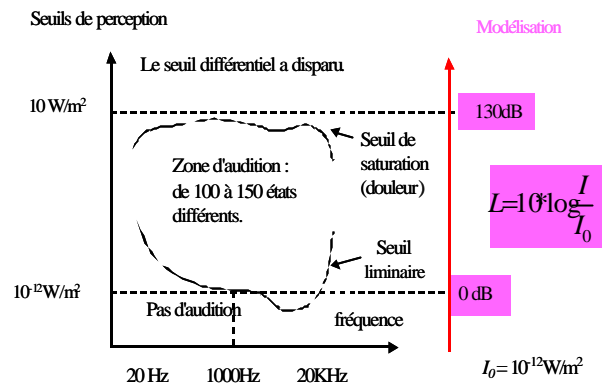 Seuils de perception
Modélisation
Le seuil différentiel a disparu.
10 W/m²
130dB
Seuil de
saturation
(douleur)
Zone d'audition :
de 100 à 150 états
différents.
L=10*log I/I₀
Seuil
liminaire
10⁻¹²W/m²
0 dB
Pas d'audition
fréquence
20 Hz
1000Hz
20KHz
I₀ = 10⁻¹²W/m²